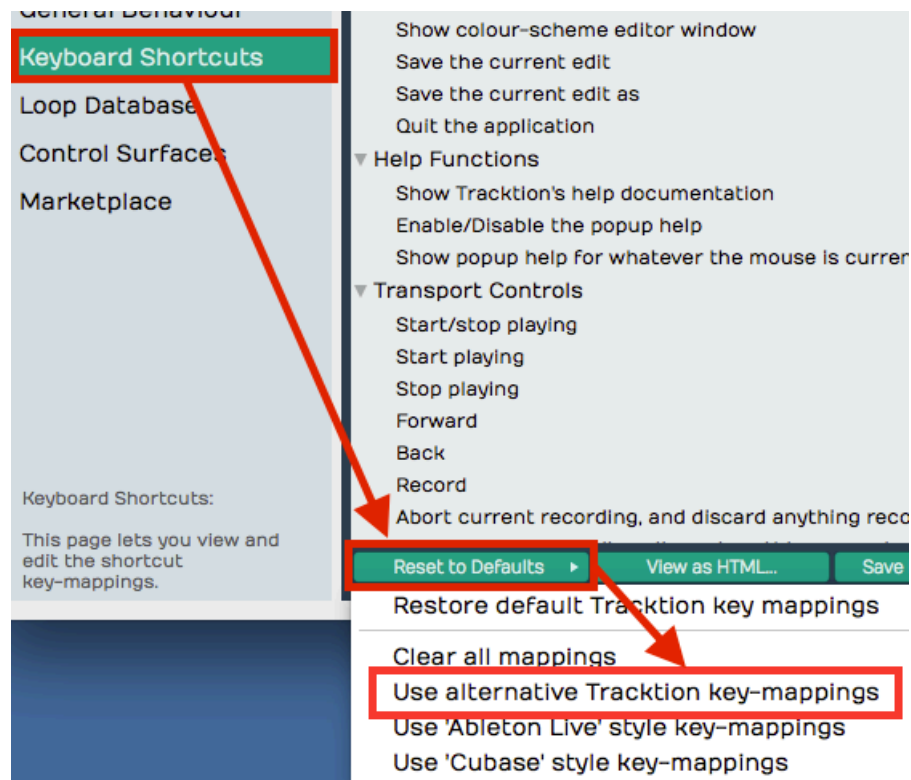 General Behaviour
Keyboard Shortcuts
Loop Database
Control Surfaces
Marketplace
Keyboard Shortcuts:
This page lets you view and
edit the shortcut
key-mappings.
Show colour-scheme editor window
Save the current edit
Save the current edit as
Quit the application
Help Functions
Show Tracktion's help documentation
Enable/Disable the popup help
Show popup help for whatever the mouse is curren
Transport Controls
Start/stop playing
Start playing
Stop playing
Forward
Back
Record
Abort current recording, and discard anything reco
Reset to Defaults
View as HTML...
Save
Restore default Tracktion key mappings
Clear all mappings
Use alternative Tracktion key-mappings
Use 'Ableton Live' style key-mappings
Use 'Cubase' style key-mappings